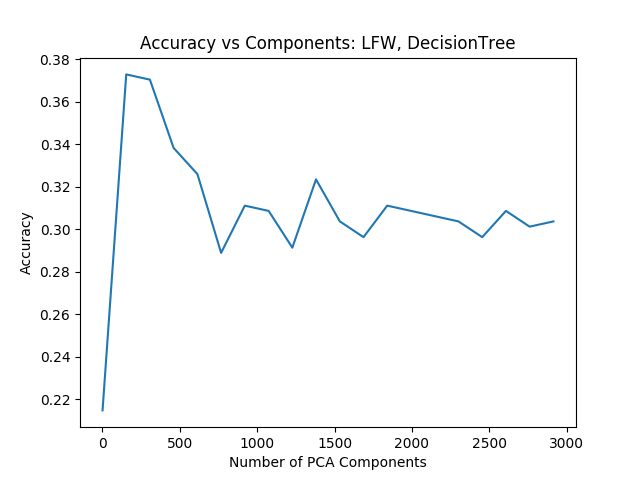 Accuracy vs Components: LFW, DecisionTree
0.38
0.36
0.34
0.32
0.30
0.28
0.26
0.24
0.22
Accuracy
0 500 1000 1500 2000 2500 3000
Number of PCA Components